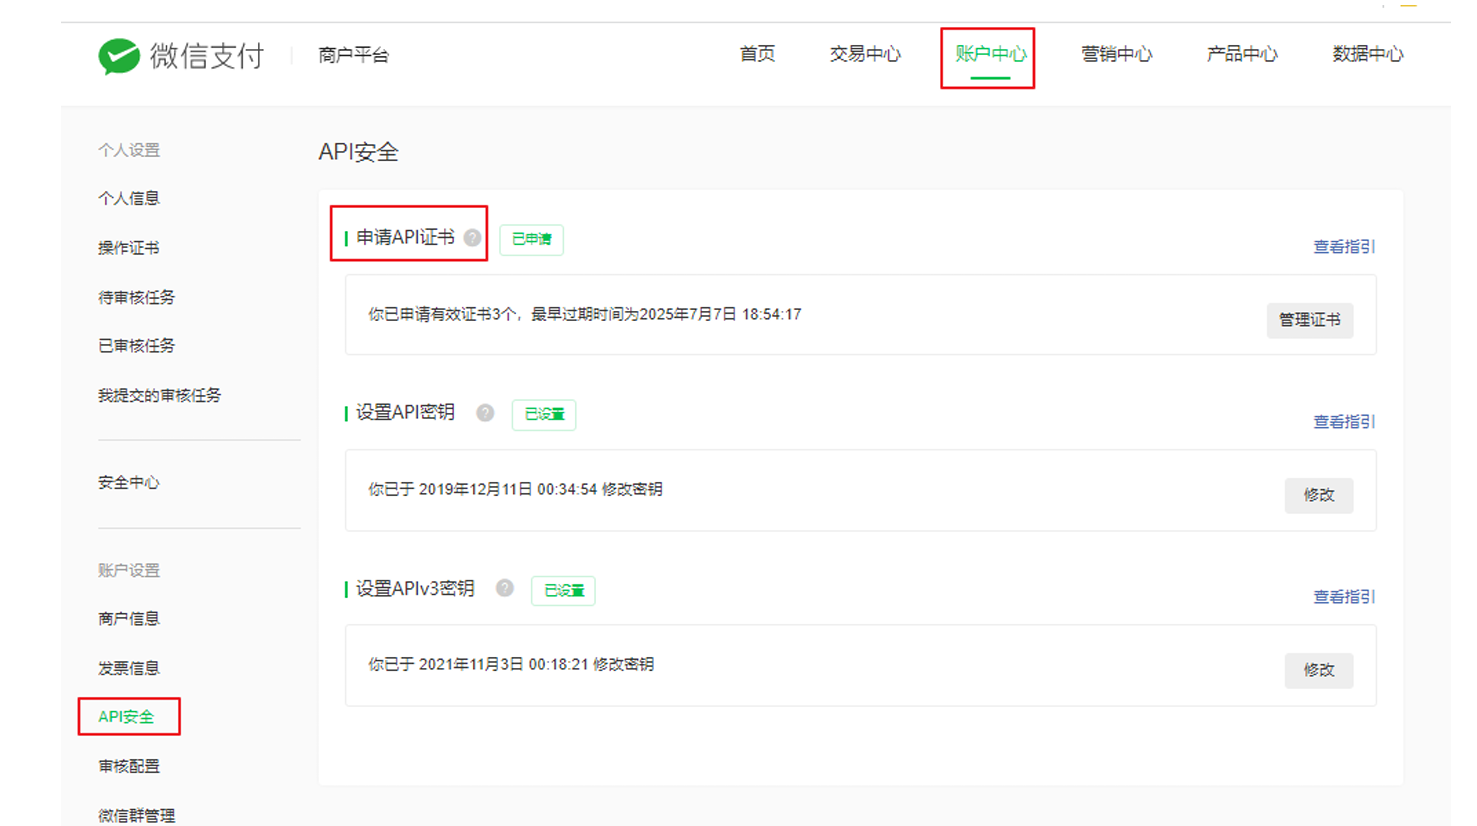 微信支付 商户平台 首页 交易中心 账户中心 营销中心 产品中心 数据中心
个人设置
个人信息
操作证书
待审核任务
已审核任务
我提交的审核任务
安全中心
账户设置
商户信息
发票信息
API安全
审核配置
微信群管理
API安全
申请API证书 ? 已申请 查看指引
你已申请有效证书3个，最早过期时间为2025年7月7日 18:54:17 管理证书
设置API密钥 ? 已设置 查看指引
你已于 2019年12月11日 00:34:54 修改密钥 修改
设置APIv3密钥 ? 已设置 查看指引
你已于 2021年11月3日 00:18:21 修改密钥 修改